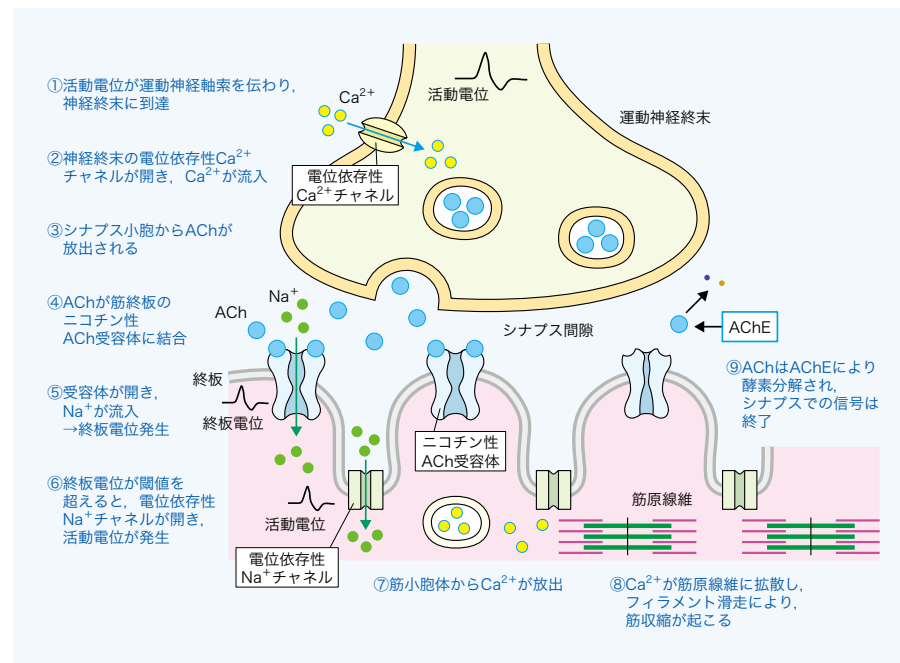 ①活動電位が運動神経軸索を伝わり，
神経終末に到達
②神経終末の電位依存性Ca²⁺
チャネルが開き，Ca²⁺が流入
③シナプス小胞からAChが
放出される
④AChが筋終板の
ニコチン性
ACh受容体に結合
⑤受容体が開き，
Na⁺が流入
→終板電位発生
⑥終板電位が閾値を
超えると，電位依存性
Na⁺チャネルが開き，
活動電位が発生
Ca²⁺
活動電位
運動神経終末
電位依存性
Ca²⁺チャネル
Na⁺
ACh
シナプス間隙
AChE
終板
終板電位
ニコチン性
ACh受容体
⑨AChはAChEにより
酵素分解され，
シナプスでの信号は
終了
活動電位
筋原線維
電位依存性
Na⁺チャネル
⑦筋小胞体からCa²⁺が放出
⑧Ca²⁺が筋原線維に拡散し，
フィラメント滑走により，
筋収縮が起こる